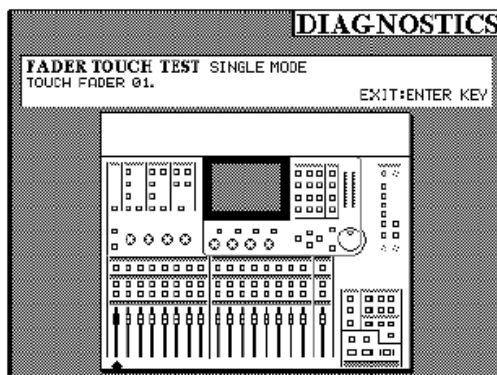 DIAGNOSTICS
FADER TOUCH TEST SINGLE MODE
TOUCH FADER 01.
EXIT:ENTER KEY